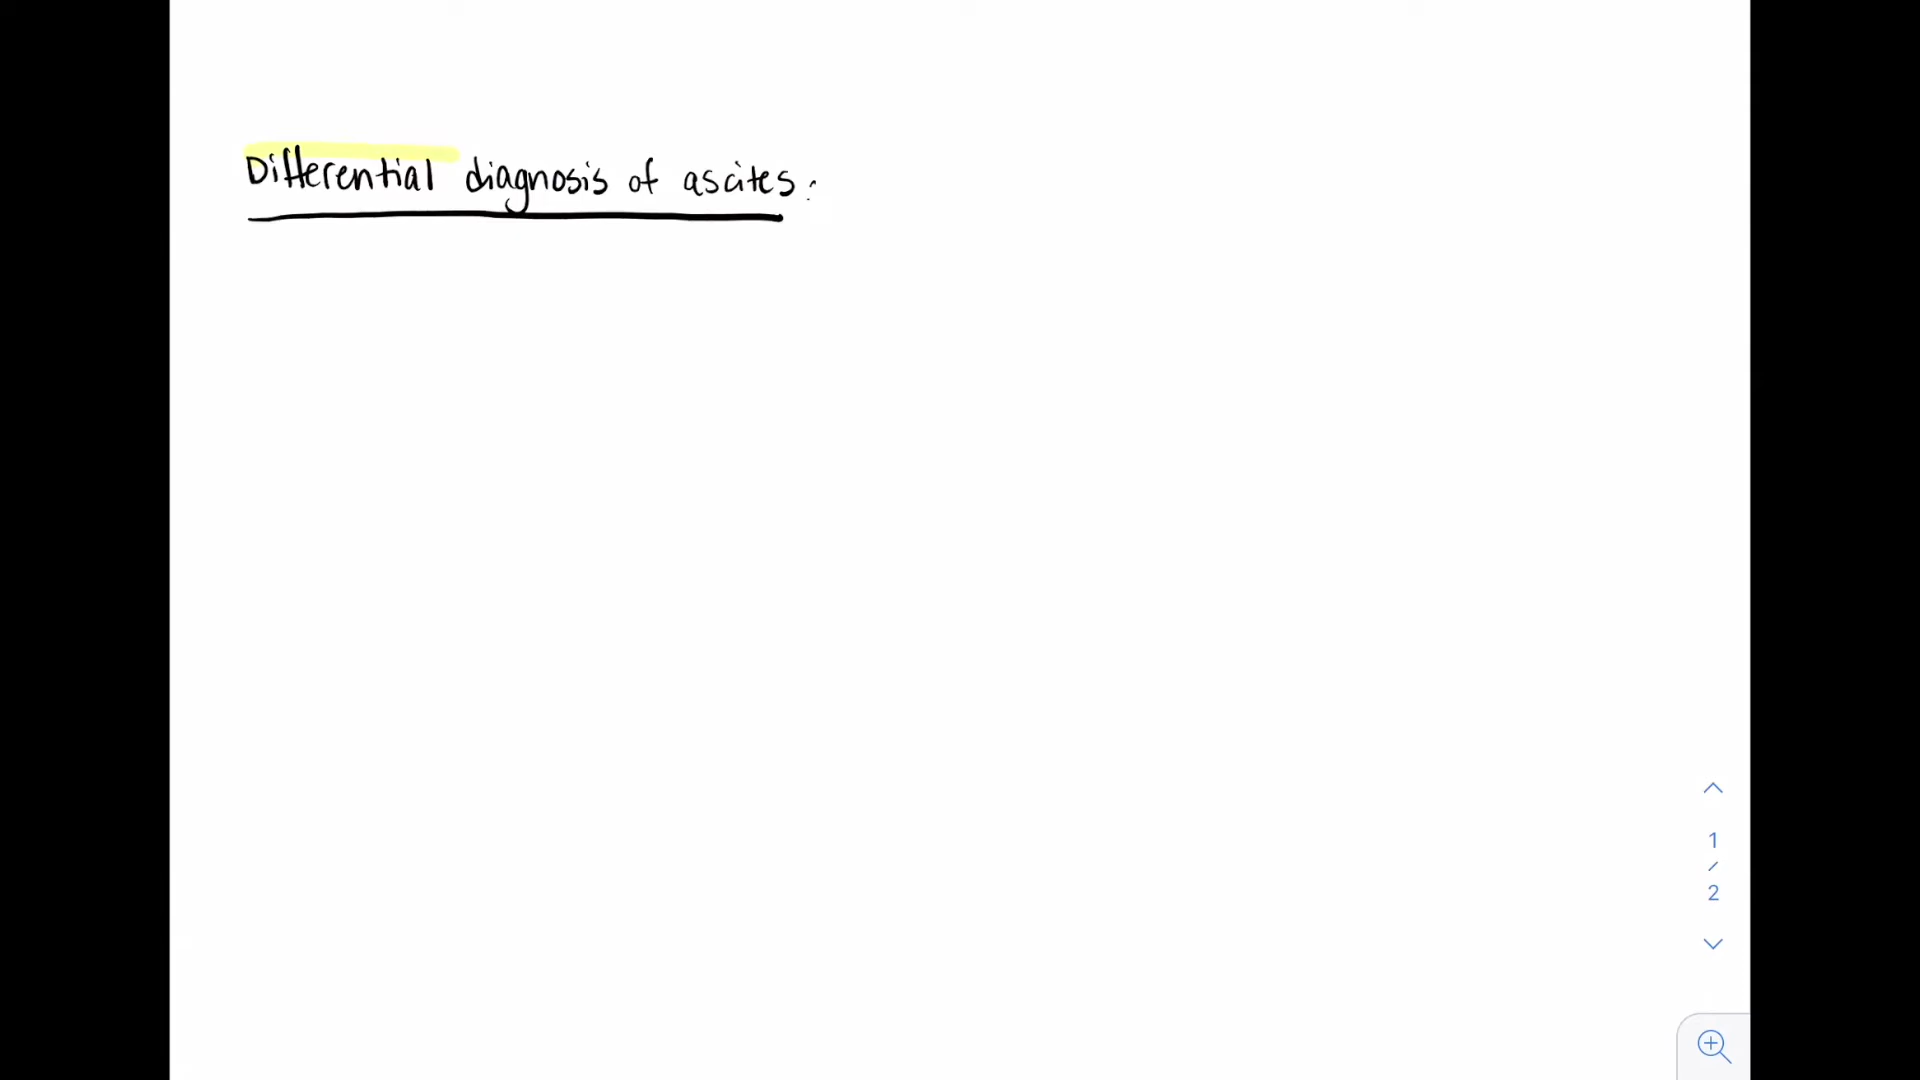 Differential diagnosis of ascites:
1
/
2